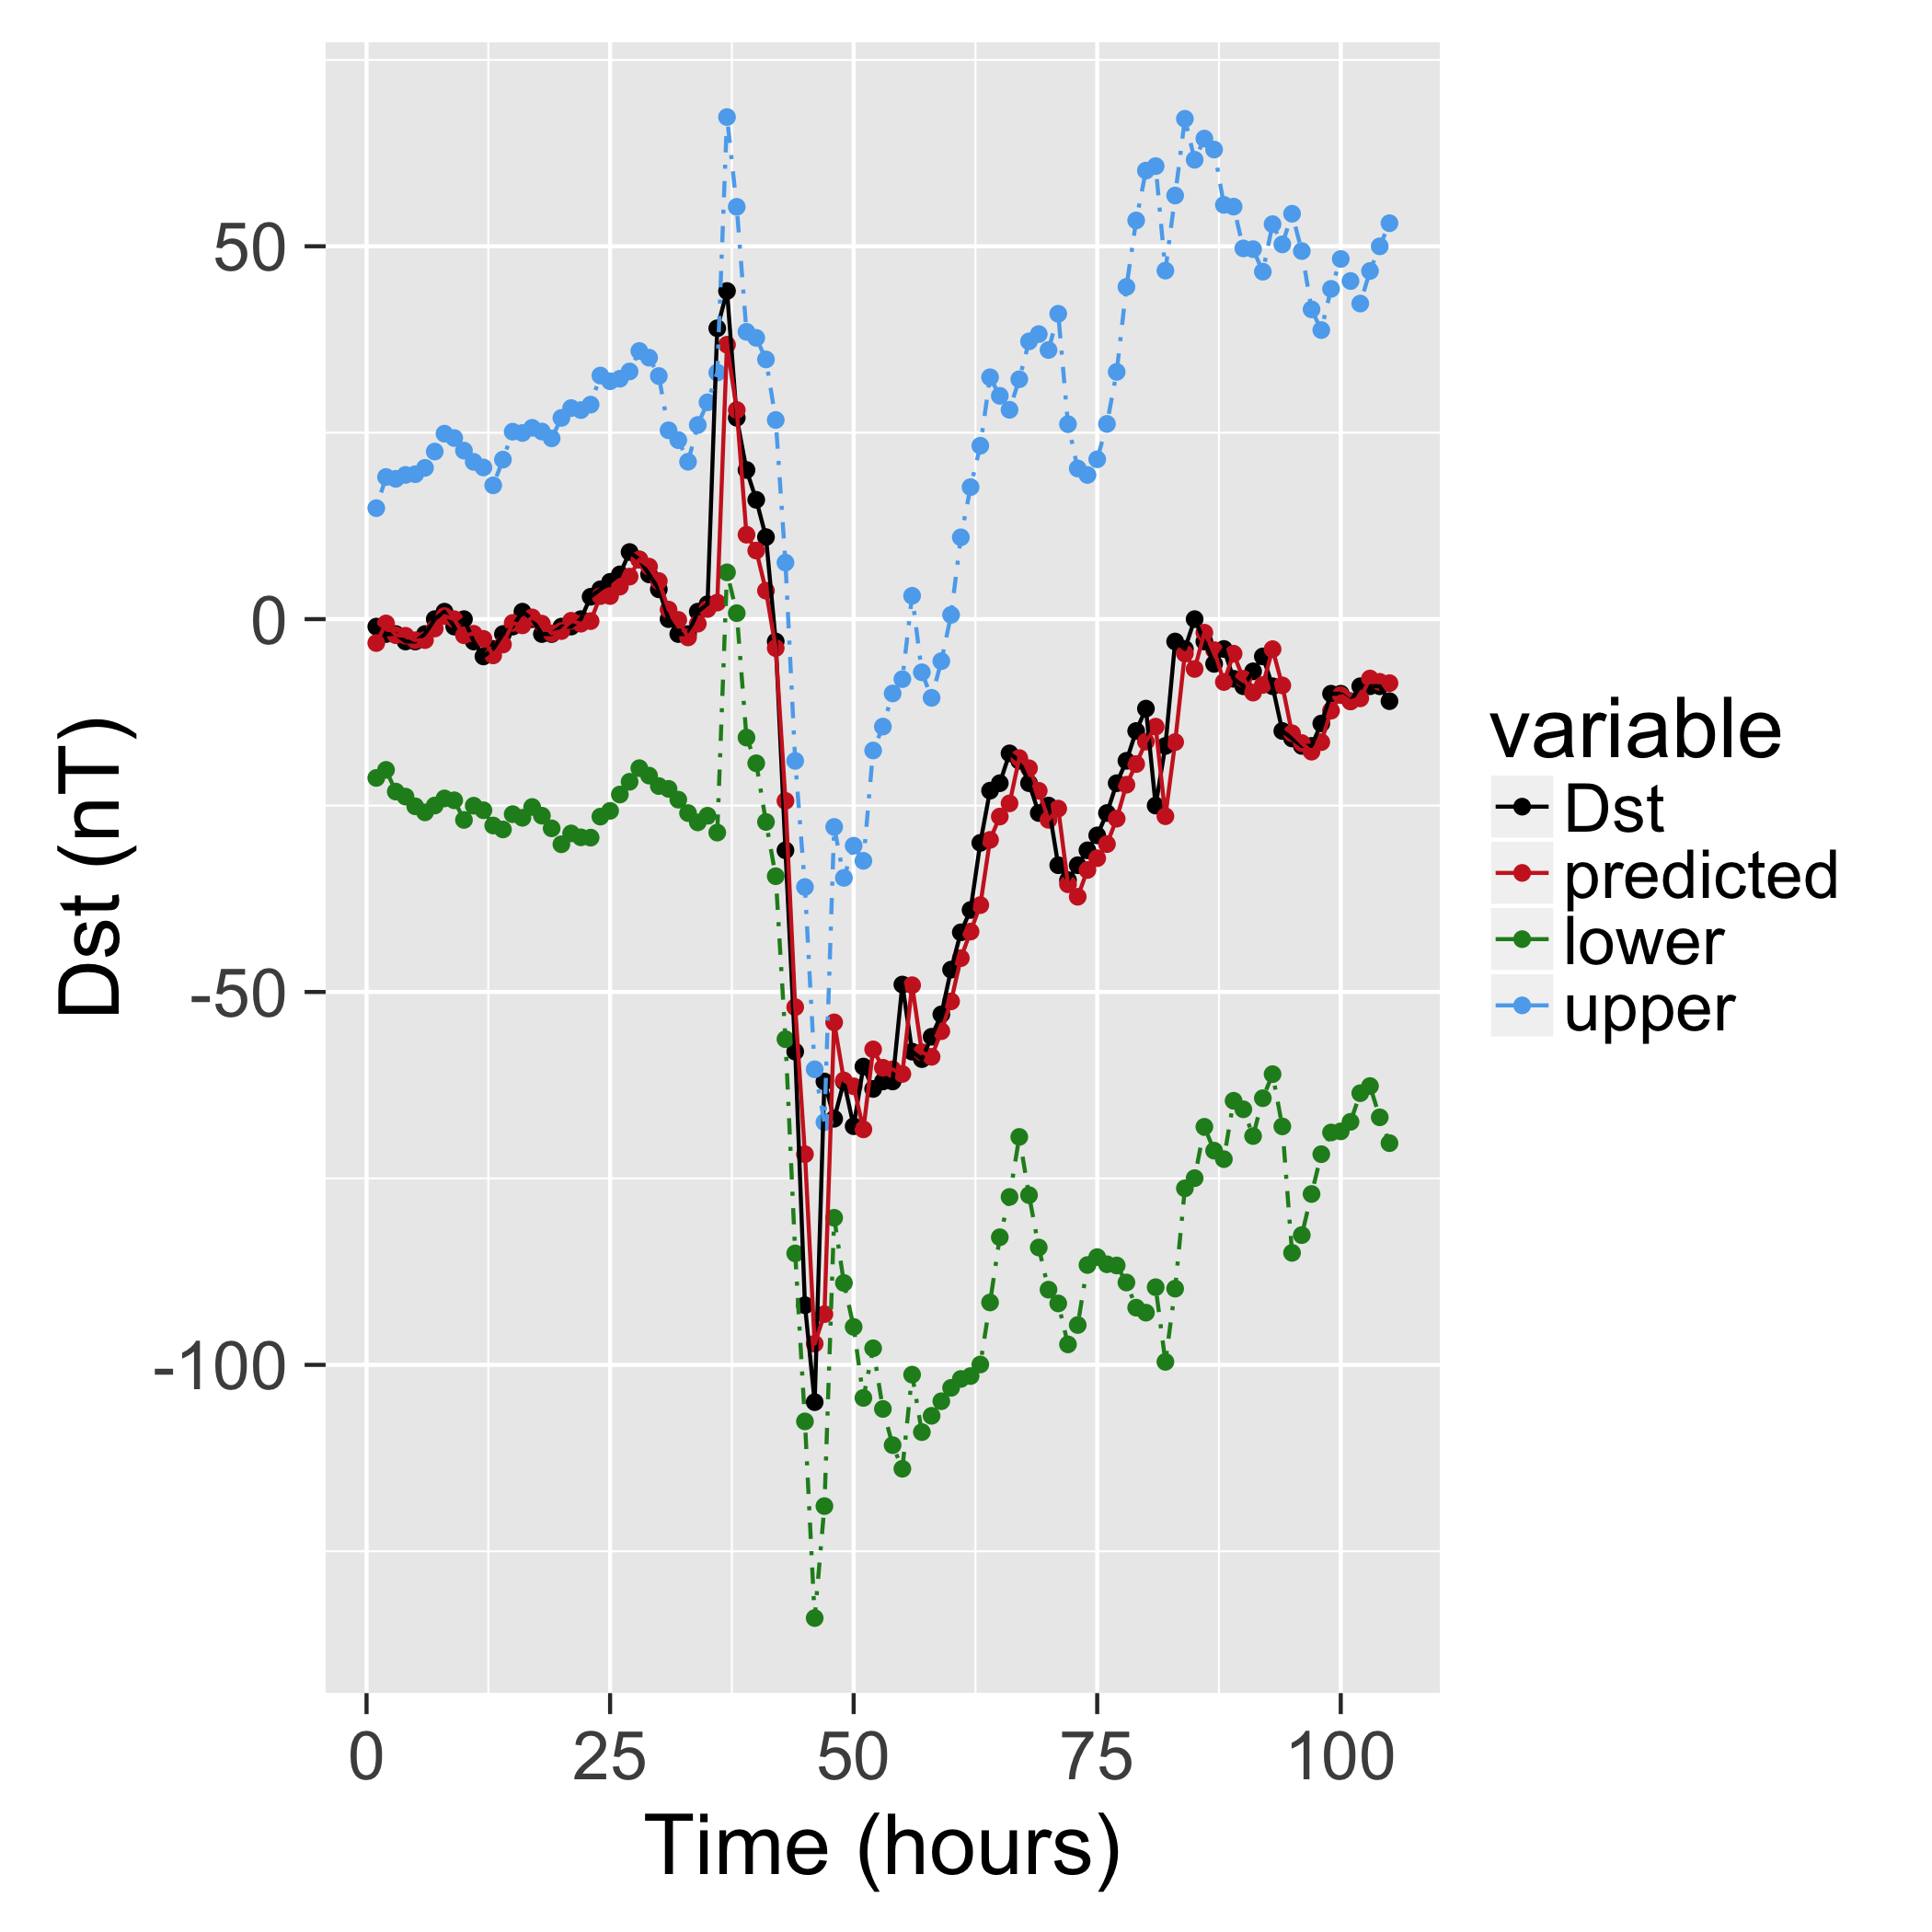 50
0
-50
-100
Dst (nT)
0
25
50
75
100
Time (hours)
variable
Dst
predicted
lower
upper